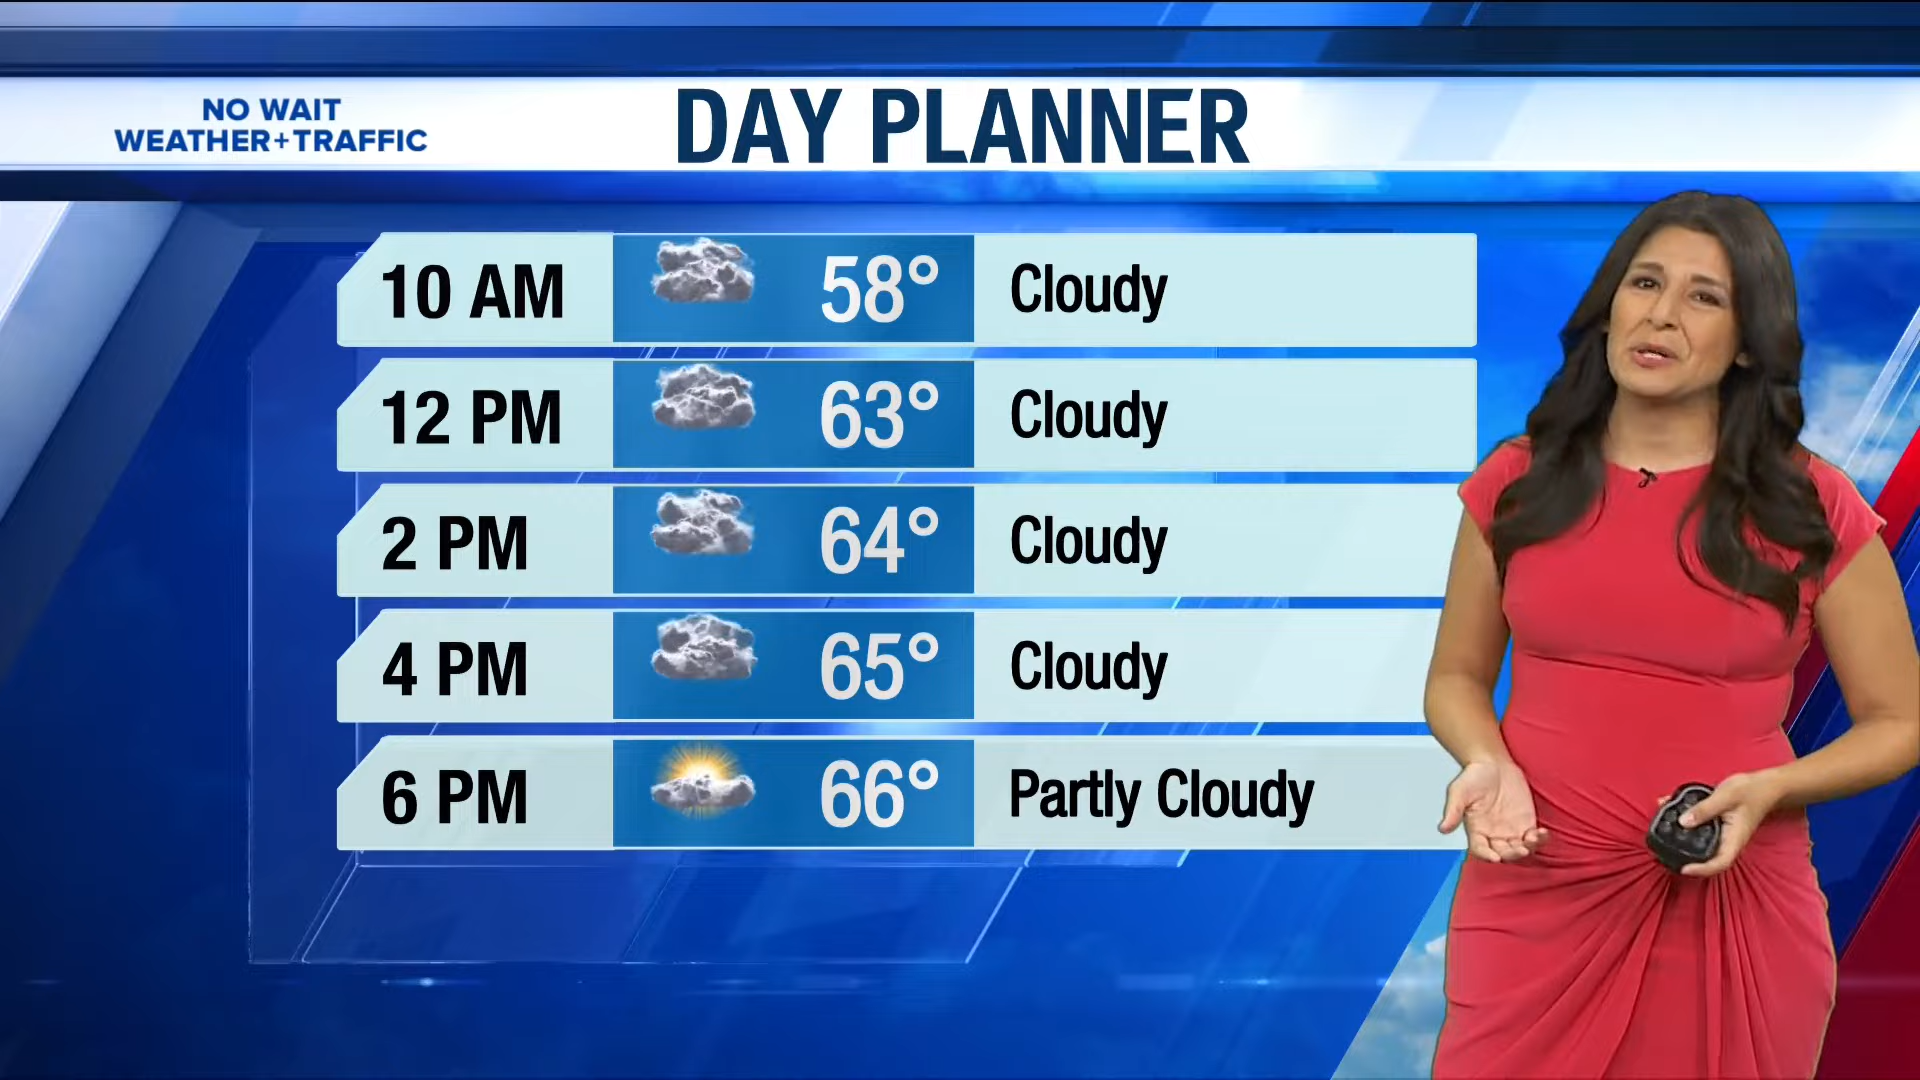 NO WAIT
WEATHER+TRAFFIC
DAY PLANNER
10 AM 58° Cloudy
12 PM 63° Cloudy
2 PM 64° Cloudy
4 PM 65° Cloudy
6 PM 66° Partly Cloudy